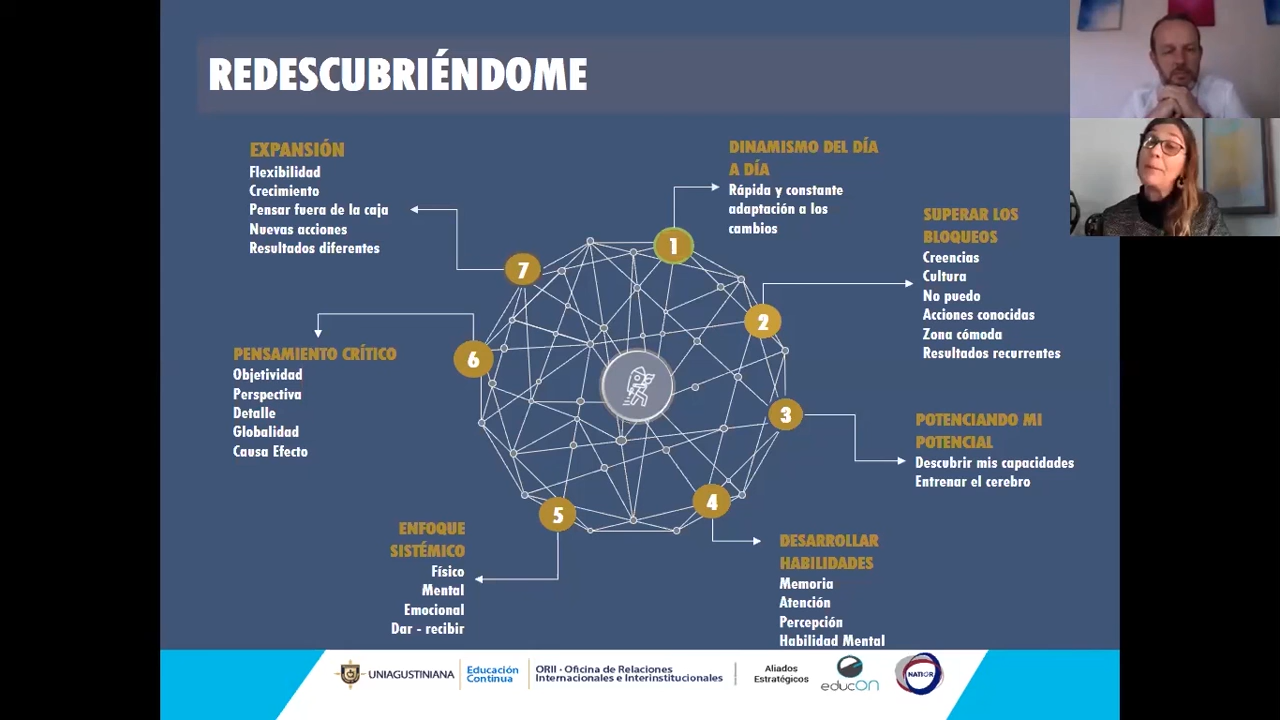 REDESCUBRIÉNDOME
1
DINAMISMO DEL DÍA
A DÍA
Rápida y constante
adaptación a los
cambios
2
SUPERAR LOS
BLOQUEOS
Creencias
Cultura
No puedo
Acciones conocidas
Zona cómoda
Resultados recurrentes
3
POTENCIANDO MI
POTENCIAL
Descubrir mis capacidades
Entrenar el cerebro
4
DESARROLLAR
HABILIDADES
Memoria
Atención
Percepción
Habilidad Mental
5
ENFOQUE
SISTÉMICO
Físico
Mental
Emocional
Dar - recibir
6
PENSAMIENTO CRÍTICO
Objetividad
Perspectiva
Detalle
Globalidad
Causa Efecto
7
EXPANSIÓN
Flexibilidad
Crecimiento
Pensar fuera de la caja
Nuevas acciones
Resultados diferentes
UNIAGUSTINIANA
Educación
Continua
ORII · Oficina de Relaciones
Internacionales e Interinstitucionales
Aliados
Estratégicos
educON